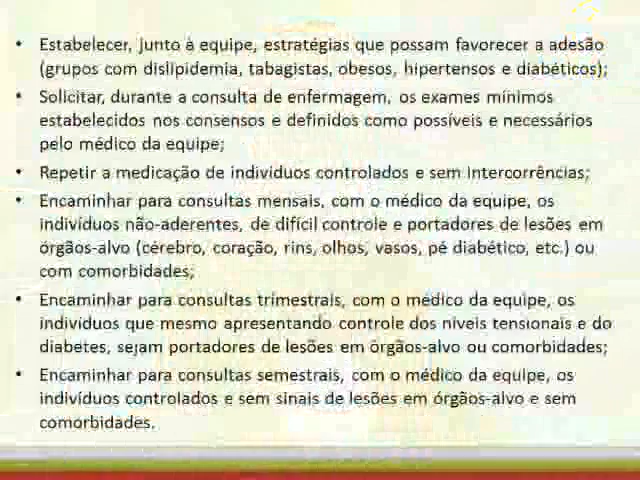 • Estabelecer, junto à equipe, estratégias que possam favorecer a adesão
(grupos com dislipidemia, tabagistas, obesos, hipertensos e diabéticos);
• Solicitar, durante a consulta de enfermagem, os exames mínimos
estabelecidos nos consensos e definidos como possíveis e necessários
pelo médico da equipe;
• Repetir a medicação de indivíduos controlados e sem intercorrências;
• Encaminhar para consultas mensais, com o médico da equipe, os
indivíduos não-aderentes, de difícil controle e portadores de lesões em
órgãos-alvo (cérebro, coração, rins, olhos, vasos, pé diabético, etc.) ou
com comorbidades;
• Encaminhar para consultas trimestrais, com o médico da equipe, os
indivíduos que mesmo apresentando controle dos níveis tensionais e do
diabetes, sejam portadores de lesões em órgãos-alvo ou comorbidades;
• Encaminhar para consultas semestrais, com o médico da equipe, os
indivíduos controlados e sem sinais de lesões em órgãos-alvo e sem
comorbidades.